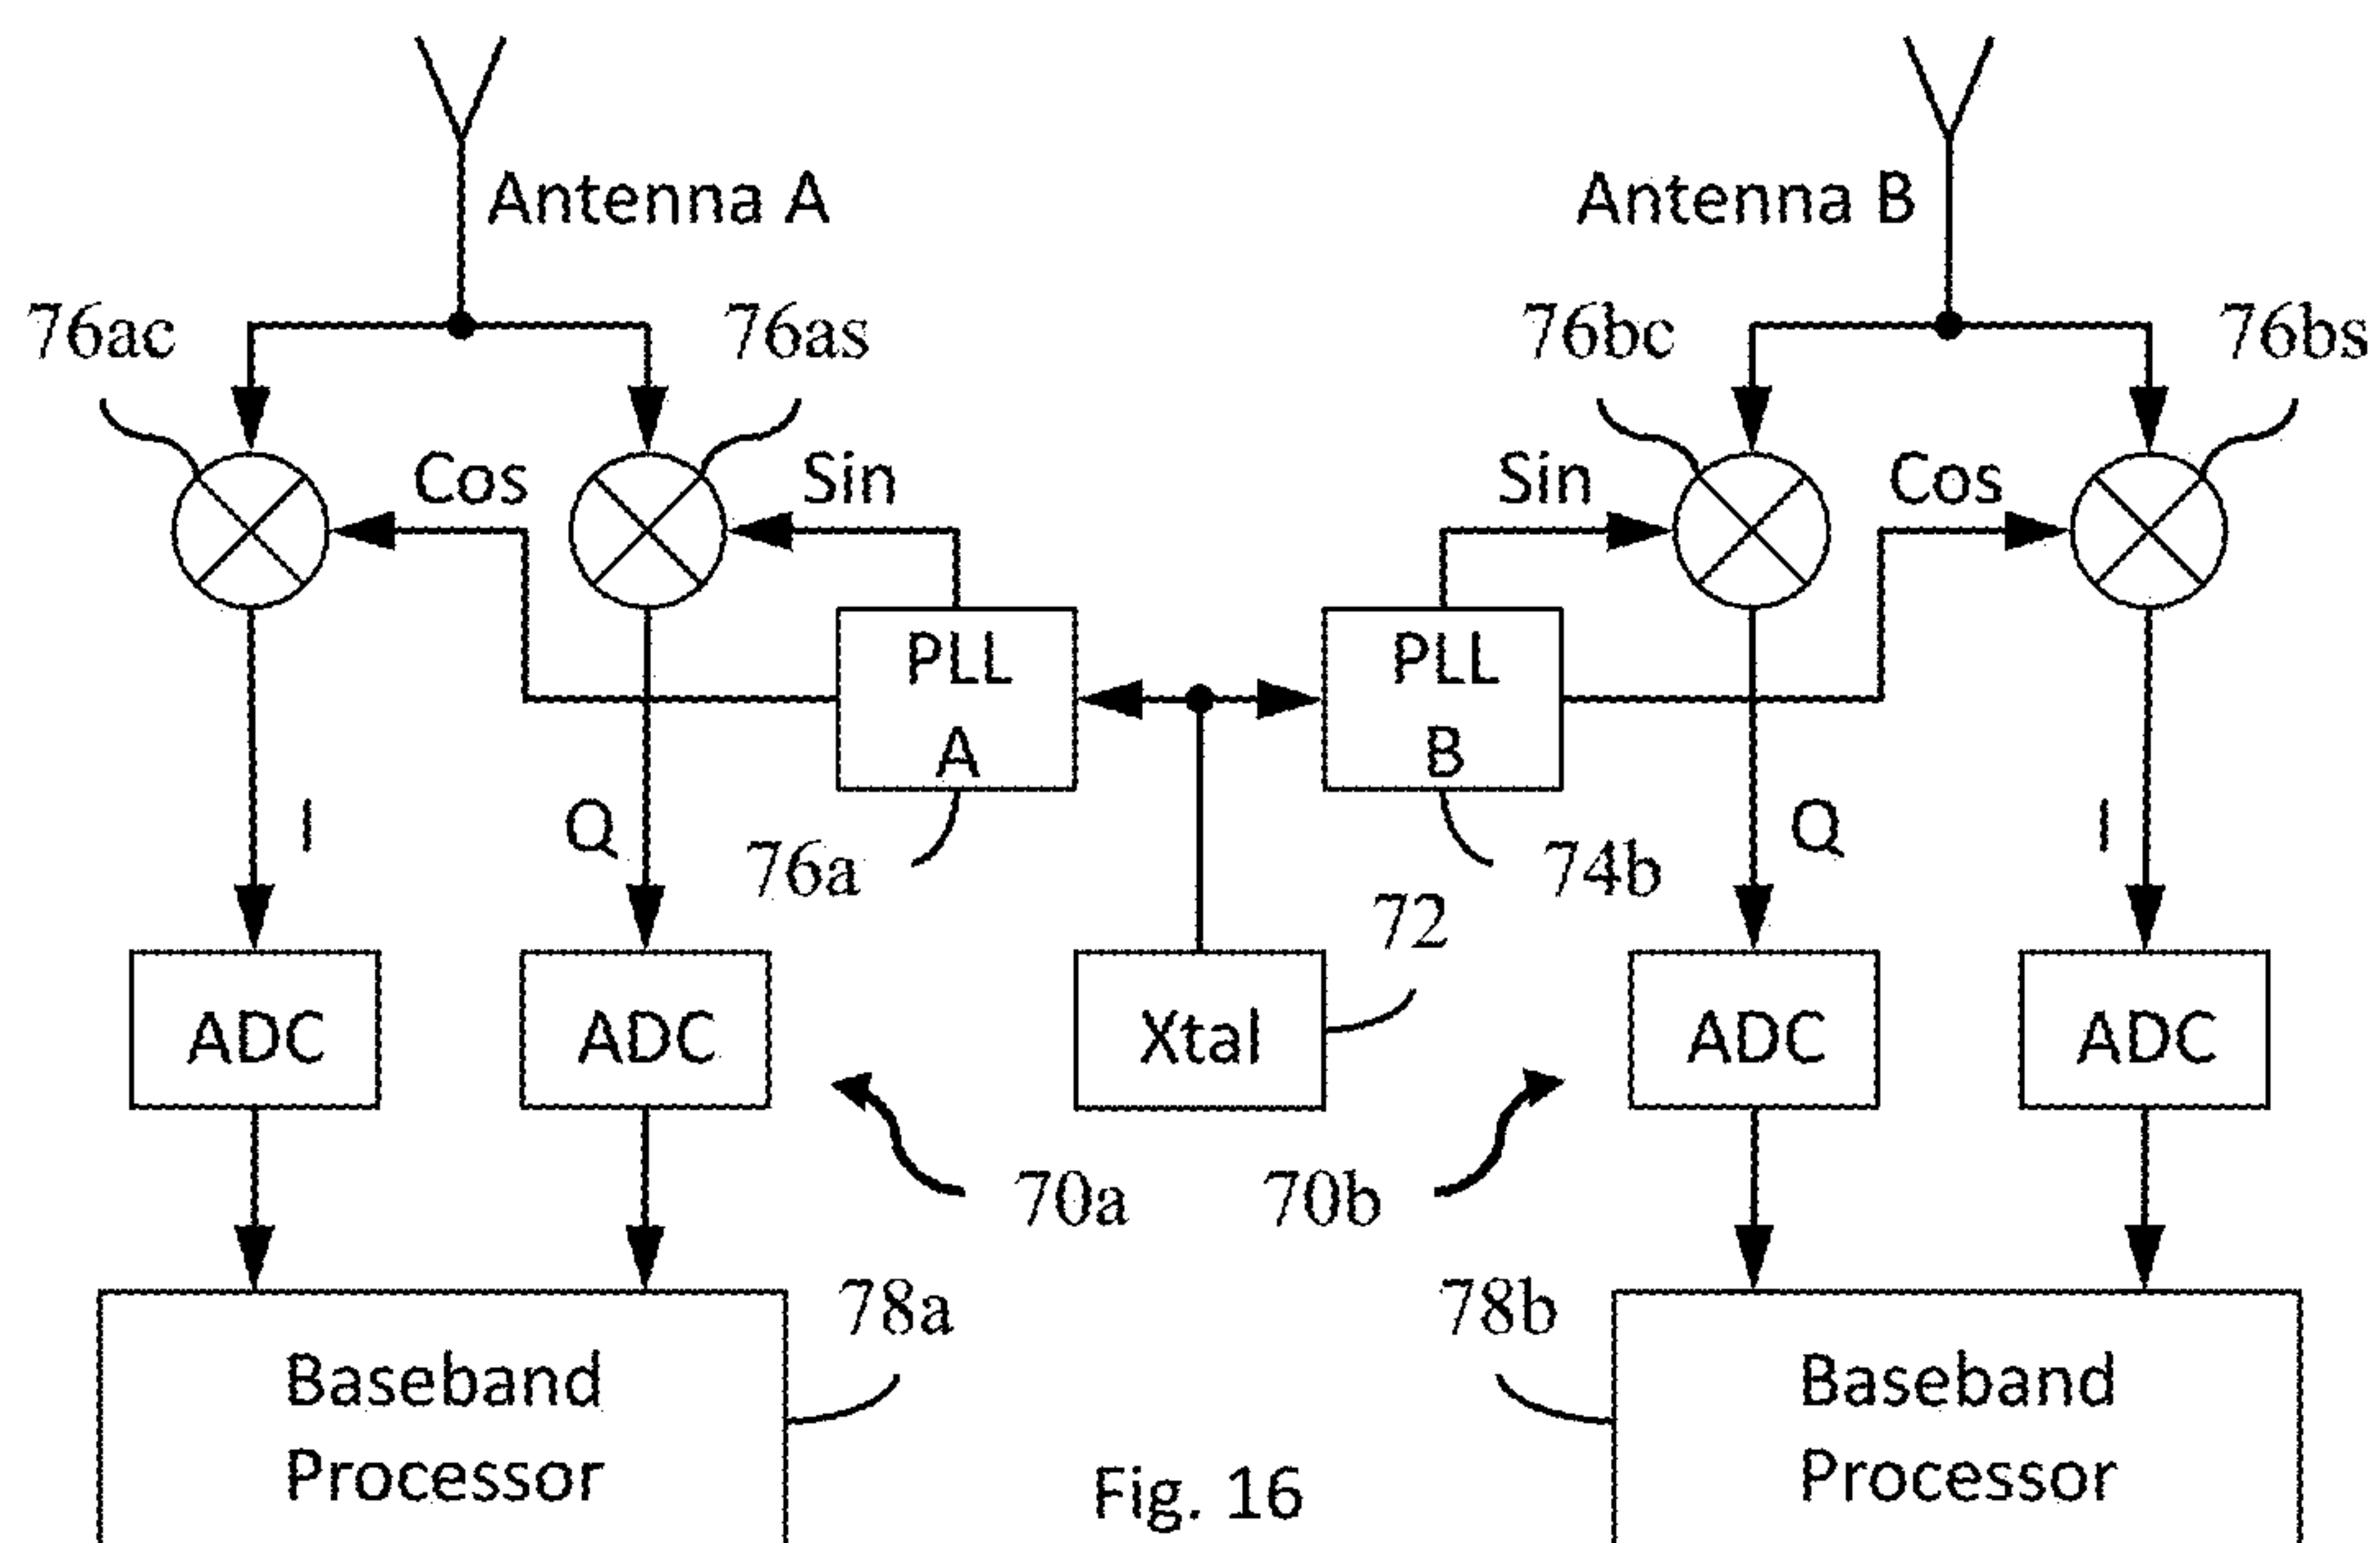 Antenna A
Antenna B
76ac
76as
76bc
76bs
Cos
Sin
Sin
Cos
PLL
A
PLL
B
I
Q
76a
74b
Q
I
72
ADC
ADC
Xtal
ADC
ADC
70a
70b
78a
78b
Baseband
Processor
Baseband
Processor
Fig. 16